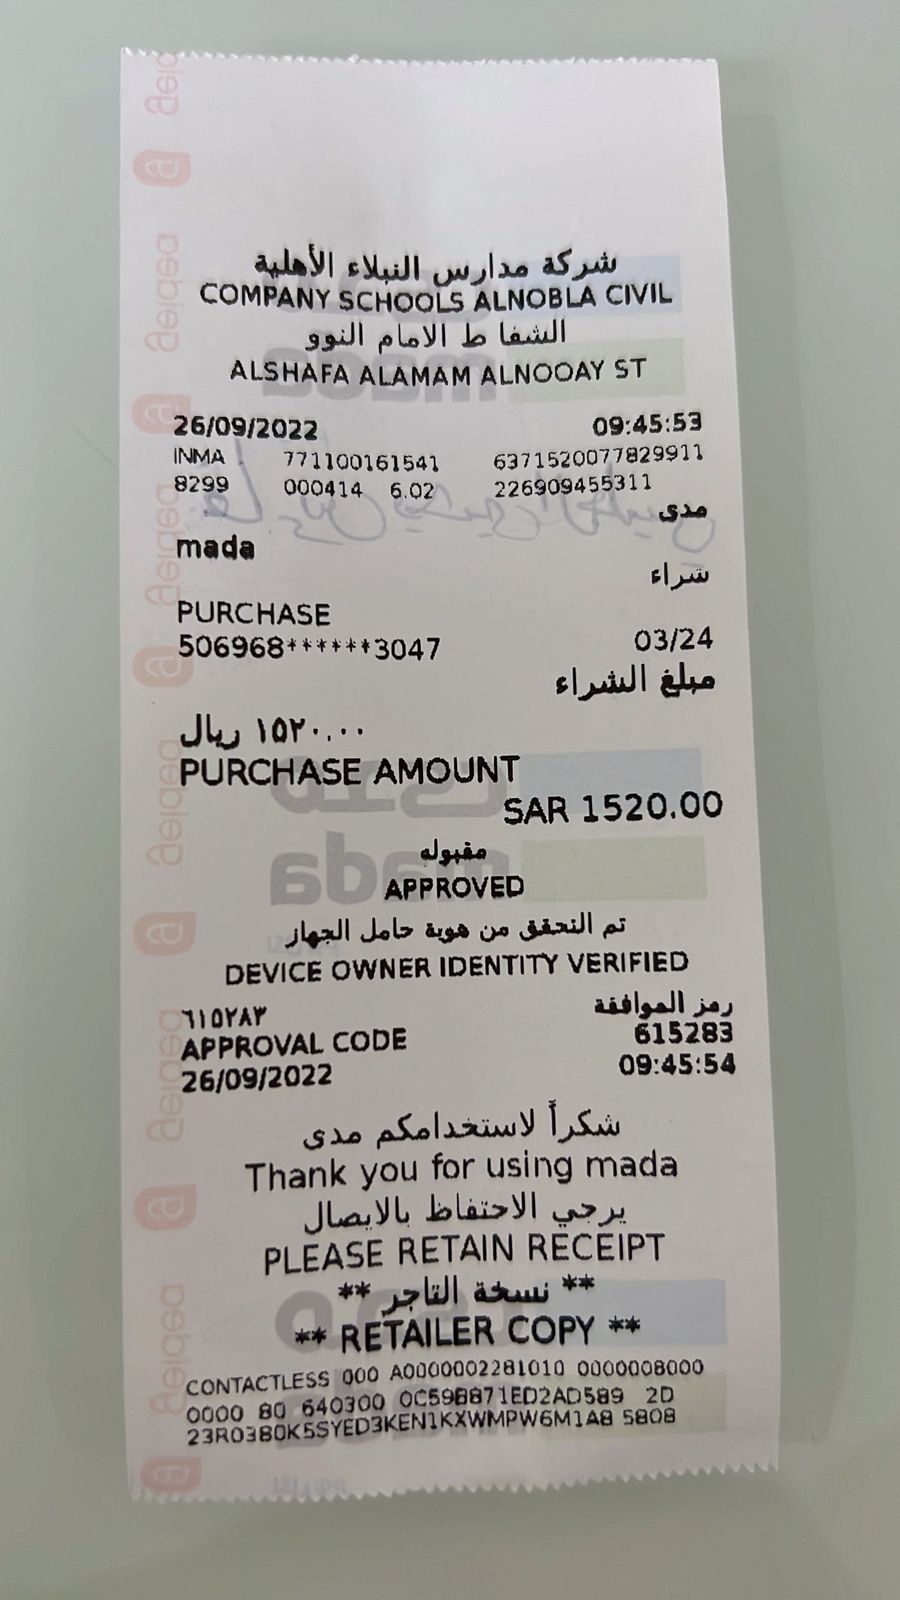 شركة مدارس النبلاء الأهلية
COMPANY SCHOOLS ALNOBLA CIVIL
الشفا ط الامام النوو
ALSHAFA ALAMAM ALNOOAY ST
26/09/2022 09:45:53
INMA 771100161541 6371520077829911
8299 000414 6.02 226909455311
مدى
mada
شراء
PURCHASE
506968******3047 03/24
مبلغ الشراء
١٥٢٠.٠٠ ريال
PURCHASE AMOUNT
SAR 1520.00
مقبوله
APPROVED
تم التحقق من هوية حامل الجهاز
DEVICE OWNER IDENTITY VERIFIED
رمز الموافقة ٦١٥٢٨٣
APPROVAL CODE 615283
26/09/2022 09:45:54
شكراً لاستخدامكم مدى
Thank you for using mada
يرجي الاحتفاظ بالايصال
PLEASE RETAIN RECEIPT
** نسخة التاجر **
** RETAILER COPY **
CONTACTLESS 000 A0000002281010 0000008000
0000 80 640300 0C59B871ED2AD589 2D
23R0380K5SYED3KEN1KXWMPW6M1A8 5808